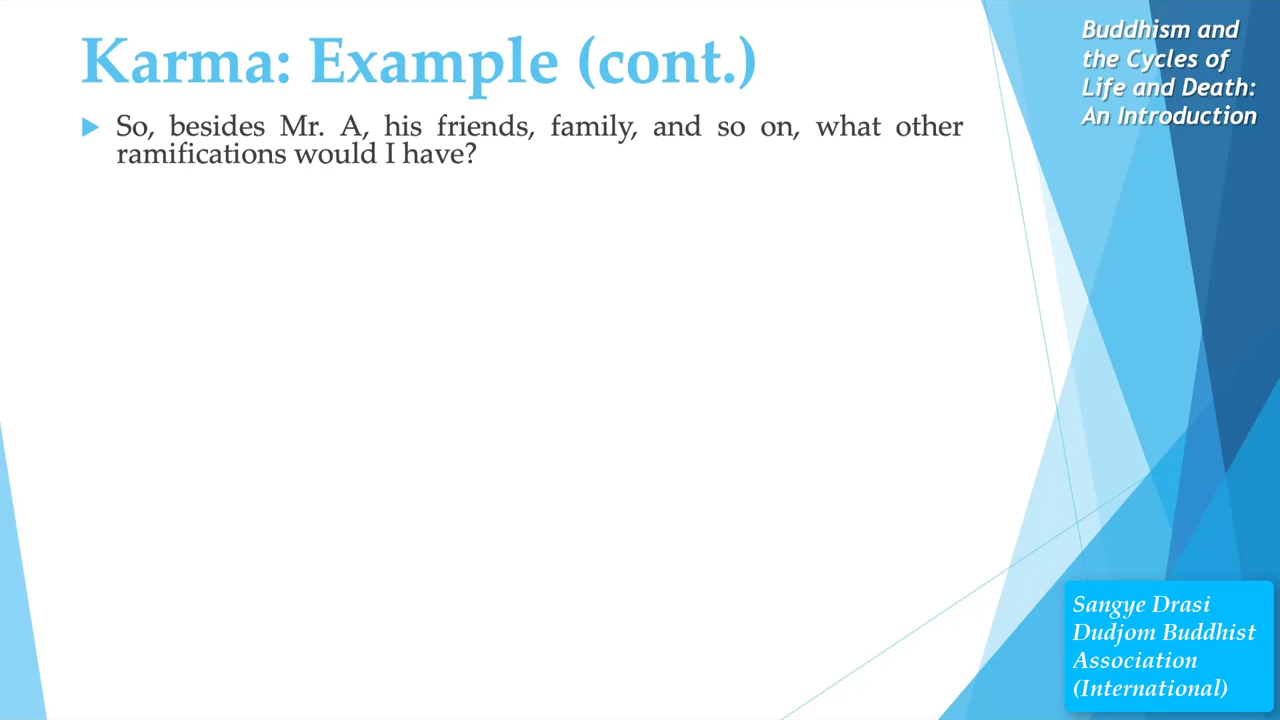 Karma: Example (cont.)
So, besides Mr. A, his friends, family, and so on, what other
ramifications would I have?
Buddhism and
the Cycles of
Life and Death:
An Introduction
Sangye Drasi
Dudjom Buddhist
Association
(International)